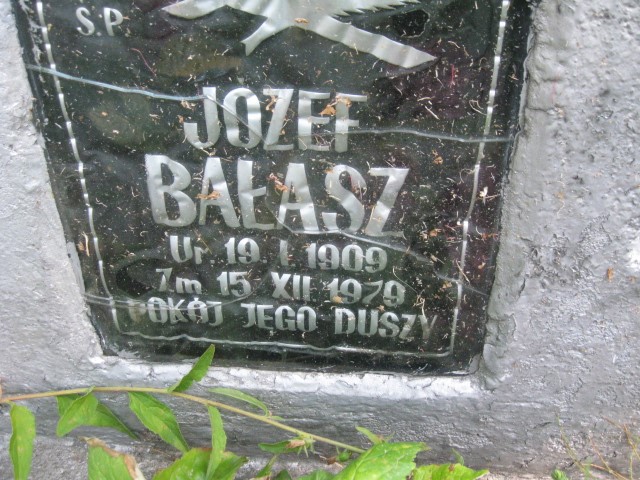 Ś.P
JÓZEF
BAŁASZ
Ur 19 I 1909
Zm 15 XII 1979
POKÓJ JEGO DUSZY